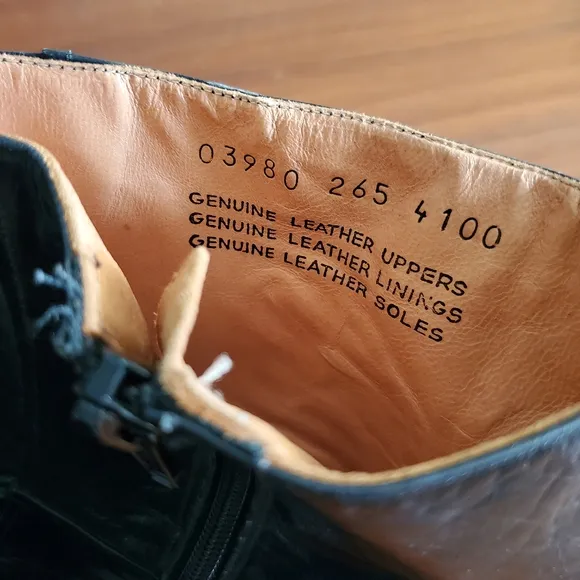 03980 265 4100
GENUINE LEATHER UPPERS
GENUINE LEATHER LININGS
GENUINE LEATHER SOLES